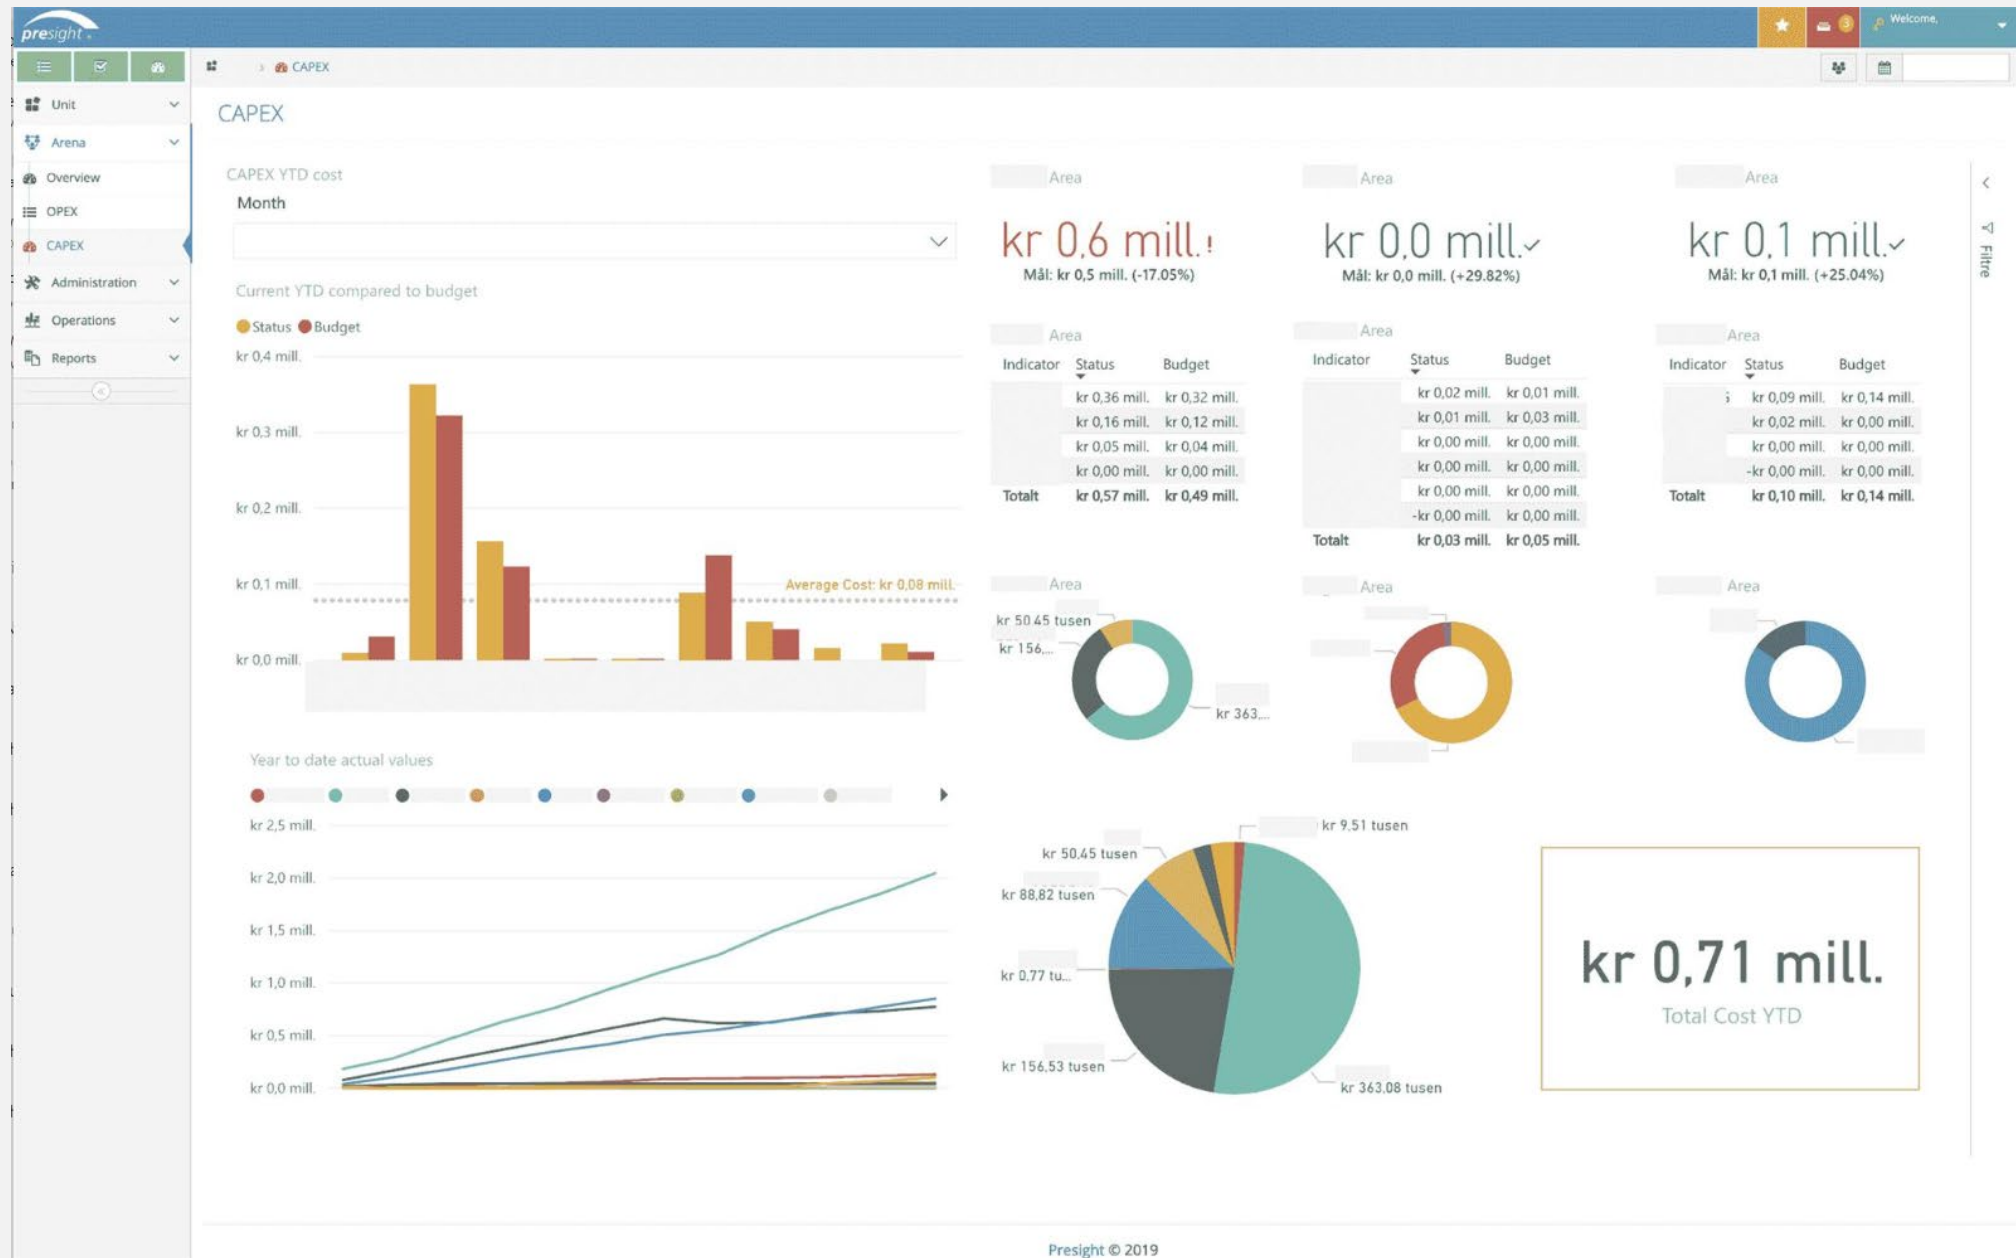 presight
3
Welcome,
CAPEX
Unit
Arena
Overview
OPEX
CAPEX
Administration
Operations
Reports
CAPEX
CAPEX YTD cost
Month
Current YTD compared to budget
Status Budget
kr 0,4 mill.
kr 0,3 mill.
kr 0,2 mill.
kr 0,1 mill.
Average Cost: kr 0,08 mill.
kr 0,0 mill.
Year to date actual values
kr 2,5 mill.
kr 2,0 mill.
kr 1,5 mill.
kr 1,0 mill.
kr 0,5 mill.
kr 0,0 mill.
Area
kr 0,6 mill.!
Mål: kr 0,5 mill. (-17.05%)
Area
kr 0,0 mill.
Mål: kr 0,0 mill. (+29.82%)
Area
kr 0,1 mill.
Mål: kr 0,1 mill. (+25.04%)
Filtre
Area
Indicator Status Budget
kr 0,36 mill. kr 0,32 mill.
kr 0,16 mill. kr 0,12 mill.
kr 0,05 mill. kr 0,04 mill.
kr 0,00 mill. kr 0,00 mill.
Totalt kr 0,57 mill. kr 0,49 mill.
Area
Indicator Status Budget
kr 0,02 mill. kr 0,01 mill.
kr 0,01 mill. kr 0,03 mill.
kr 0,00 mill. kr 0,00 mill.
kr 0,00 mill. kr 0,00 mill.
kr 0,00 mill. kr 0,00 mill.
-kr 0,00 mill. kr 0,00 mill.
Totalt kr 0,03 mill. kr 0,05 mill.
Area
Indicator Status Budget
kr 0,09 mill. kr 0,14 mill.
kr 0,02 mill. kr 0,00 mill.
kr 0,00 mill. kr 0,00 mill.
-kr 0,00 mill. kr 0,00 mill.
Totalt kr 0,10 mill. kr 0,14 mill.
Area
kr 50.45 tusen
kr 156,...
kr 363,...
Area
Area
kr 9,51 tusen
kr 50,45 tusen
kr 88,82 tusen
kr 0,77 tu...
kr 156,53 tusen
kr 363,08 tusen
kr 0,71 mill.
Total Cost YTD
Presight © 2019